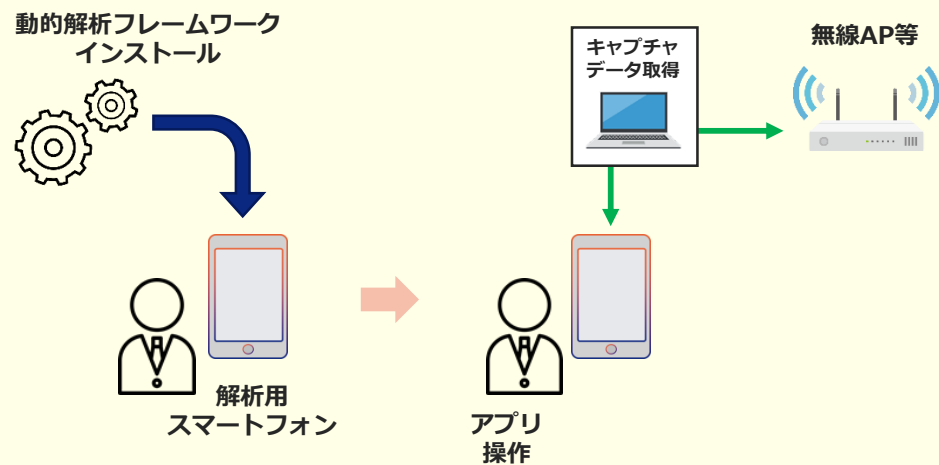 動的解析フレームワーク
インストール
解析用
スマートフォン
キャプチャ
データ取得
無線AP等
アプリ
操作